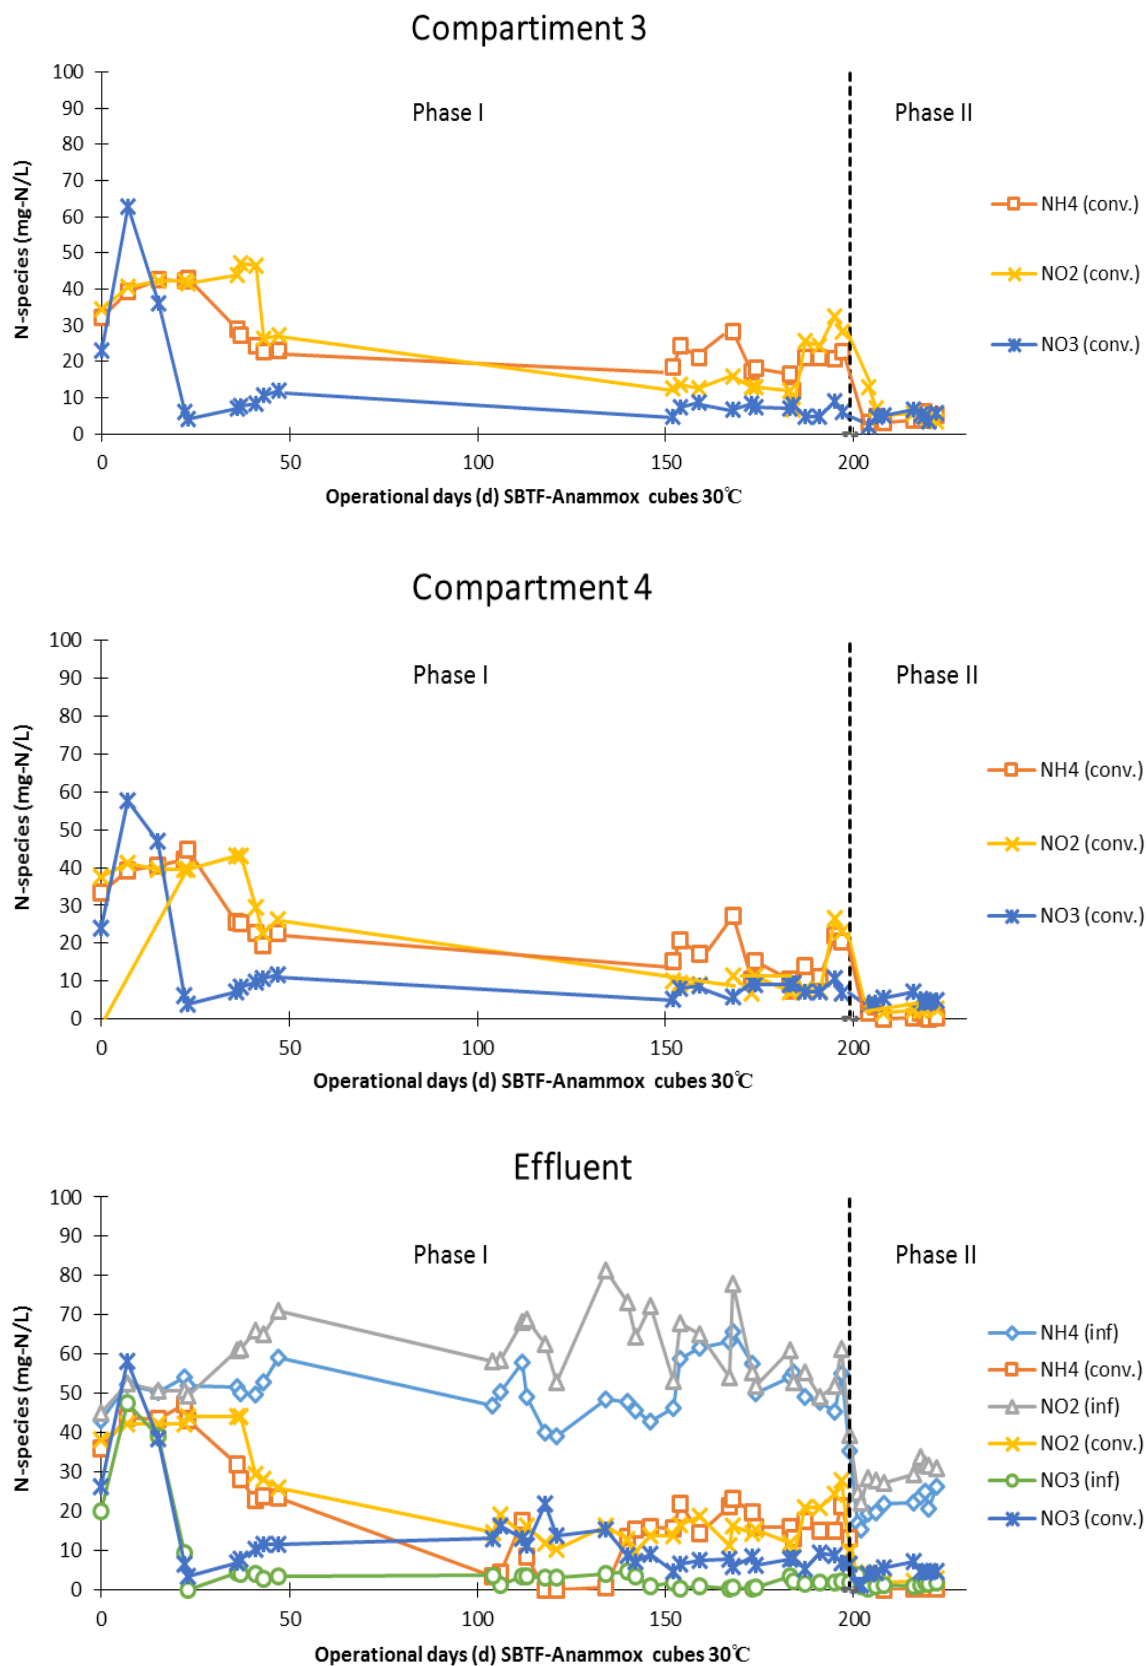 Compartiment 3
100
90
80
70
60
50
40
30
20
10
0
N-species (mg-N/L)
Phase I
Phase II
NH4 (conv.)
NO2 (conv.)
NO3 (conv.)
0
50
100
150
200
Operational days (d) SBTF-Anammox cubes 30℃
Compartment 4
100
90
80
70
60
50
40
30
20
10
0
N-species (mg-N/L)
Phase I
Phase II
NH4 (conv.)
NO2 (conv.)
NO3 (conv.)
0
50
100
150
200
Operational days (d) SBTF-Anammox cubes 30℃
Effluent
100
90
80
70
60
50
40
30
20
10
0
N-species (mg-N/L)
Phase I
Phase II
NH4 (inf)
NH4 (conv.)
NO2 (inf)
NO2 (conv.)
NO3 (inf)
NO3 (conv.)
0
50
100
150
200
Operational days (d) SBTF-Anammox cubes 30℃